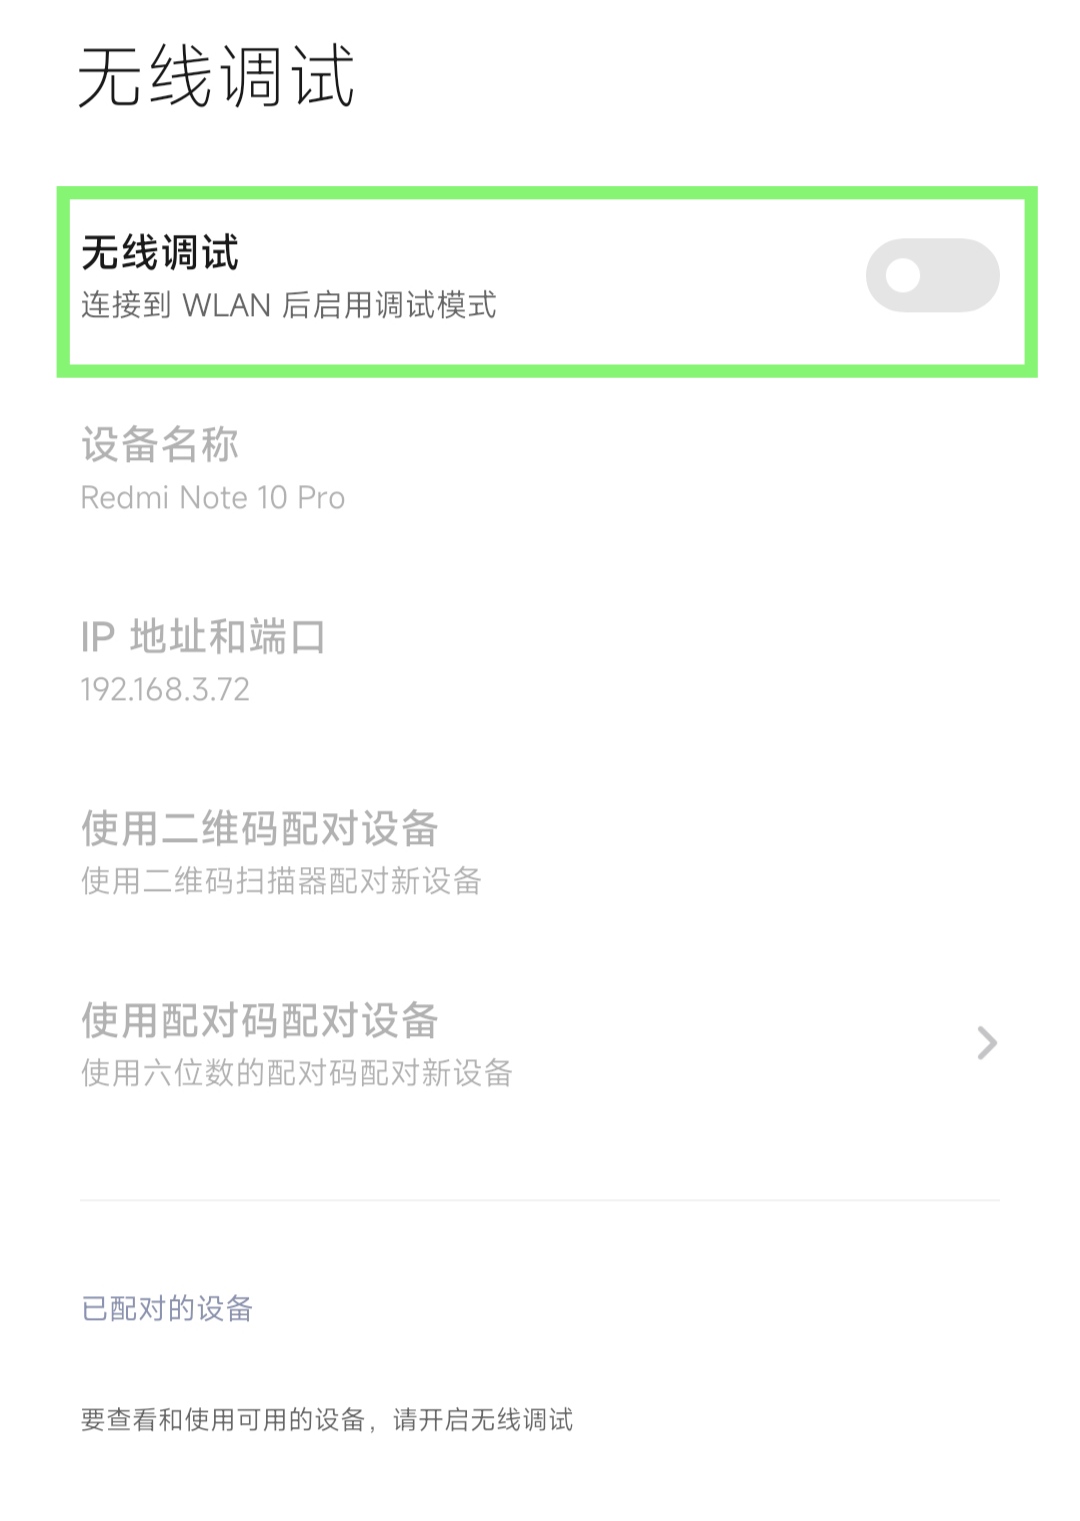 无线调试
无线调试
连接到 WLAN 后启用调试模式
设备名称
Redmi Note 10 Pro
IP 地址和端口
192.168.3.72
使用二维码配对设备
使用二维码扫描器配对新设备
使用配对码配对设备
使用六位数的配对码配对新设备
已配对的设备
要查看和使用可用的设备，请开启无线调试